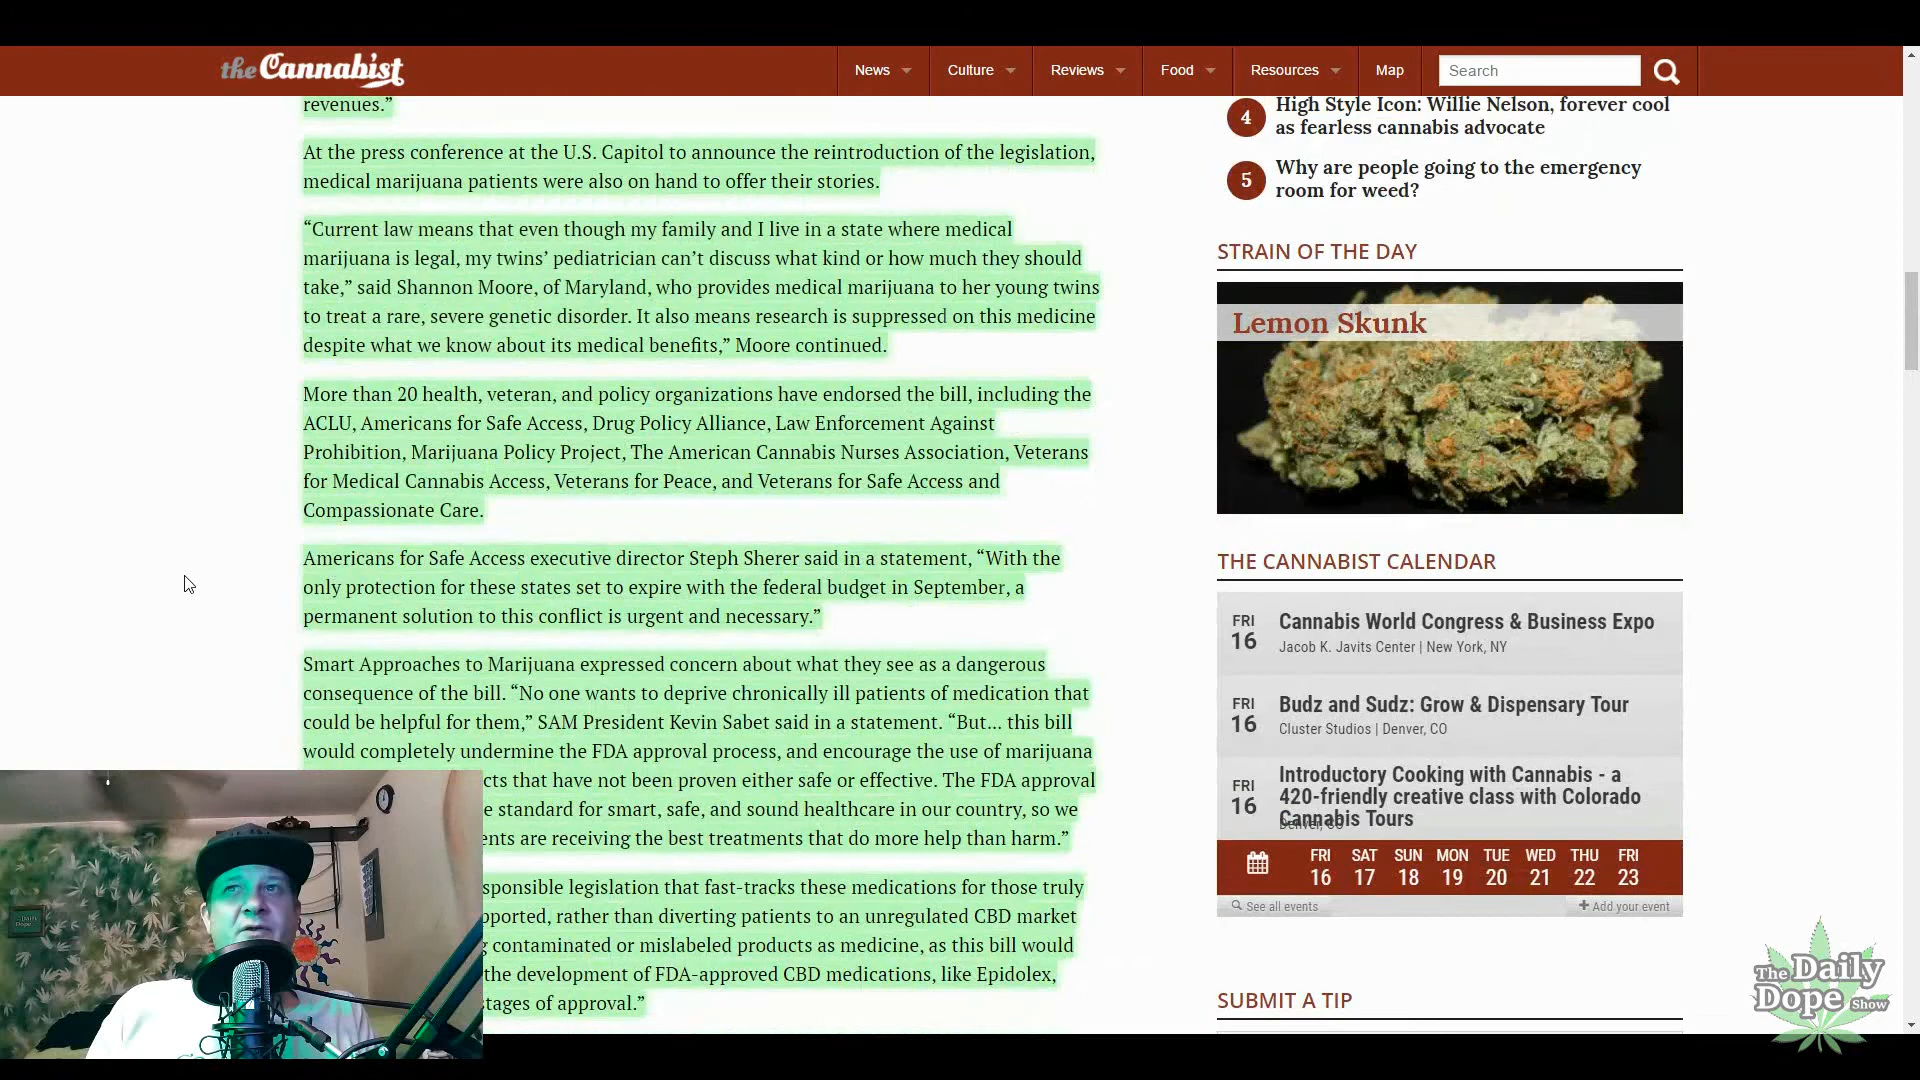 the Cannabist
News
Culture
Reviews
Food
Resources
Map
Search
revenues.”
At the press conference at the U.S. Capitol to announce the reintroduction of the legislation,
medical marijuana patients were also on hand to offer their stories.
“Current law means that even though my family and I live in a state where medical
marijuana is legal, my twins’ pediatrician can’t discuss what kind or how much they should
take,” said Shannon Moore, of Maryland, who provides medical marijuana to her young twins
to treat a rare, severe genetic disorder. It also means research is suppressed on this medicine
despite what we know about its medical benefits,” Moore continued.
More than 20 health, veteran, and policy organizations have endorsed the bill, including the
ACLU, Americans for Safe Access, Drug Policy Alliance, Law Enforcement Against
Prohibition, Marijuana Policy Project, The American Cannabis Nurses Association, Veterans
for Medical Cannabis Access, Veterans for Peace, and Veterans for Safe Access and
Compassionate Care.
Americans for Safe Access executive director Steph Sherer said in a statement, “With the
only protection for these states set to expire with the federal budget in September, a
permanent solution to this conflict is urgent and necessary.”
Smart Approaches to Marijuana expressed concern about what they see as a dangerous
consequence of the bill. “No one wants to deprive chronically ill patients of medication that
could be helpful for them,” SAM President Kevin Sabet said in a statement. “But... this bill
would completely undermine the FDA approval process, and encourage the use of marijuana
cts that have not been proven either safe or effective. The FDA approval
e standard for smart, safe, and sound healthcare in our country, so we
ents are receiving the best treatments that do more help than harm.”
sponsible legislation that fast-tracks these medications for those truly
pported, rather than diverting patients to an unregulated CBD market
g contaminated or mislabeled products as medicine, as this bill would
the development of FDA-approved CBD medications, like Epidolex,
stages of approval.”
4
High Style Icon: Willie Nelson, forever cool
as fearless cannabis advocate
5
Why are people going to the emergency
room for weed?
STRAIN OF THE DAY
Lemon Skunk
THE CANNABIST CALENDAR
FRI
16
Cannabis World Congress & Business Expo
Jacob K. Javits Center | New York, NY
FRI
16
Budz and Sudz: Grow & Dispensary Tour
Cluster Studios | Denver, CO
FRI
16
Introductory Cooking with Cannabis - a
420-friendly creative class with Colorado
Cannabis Tours
Denver, CO
FRI SAT SUN MON TUE WED THU FRI
16 17 18 19 20 21 22 23
See all events
+ Add your event
SUBMIT A TIP
The Daily
Dope Show